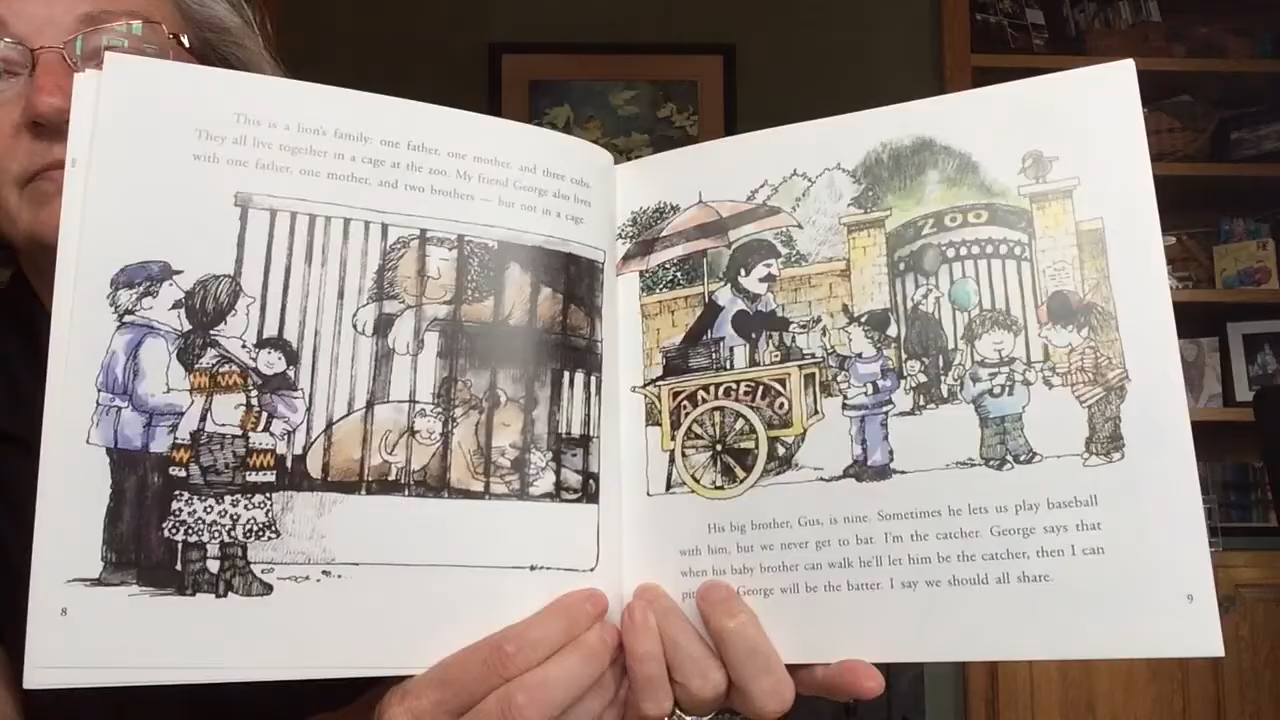 This is a lion's family: one father, one mother, and three cubs.
They all live together in a cage at the zoo. My friend George also lives
with one father, one mother, and two brothers — but not in a cage.
8
ZOO
ANGELO
His big brother, Gus, is nine. Sometimes he lets us play baseball
with him, but we never get to bat. I'm the catcher. George says that
when his baby brother can walk he'll let him be the catcher, then I can
George will be the batter. I say we should all share.
9